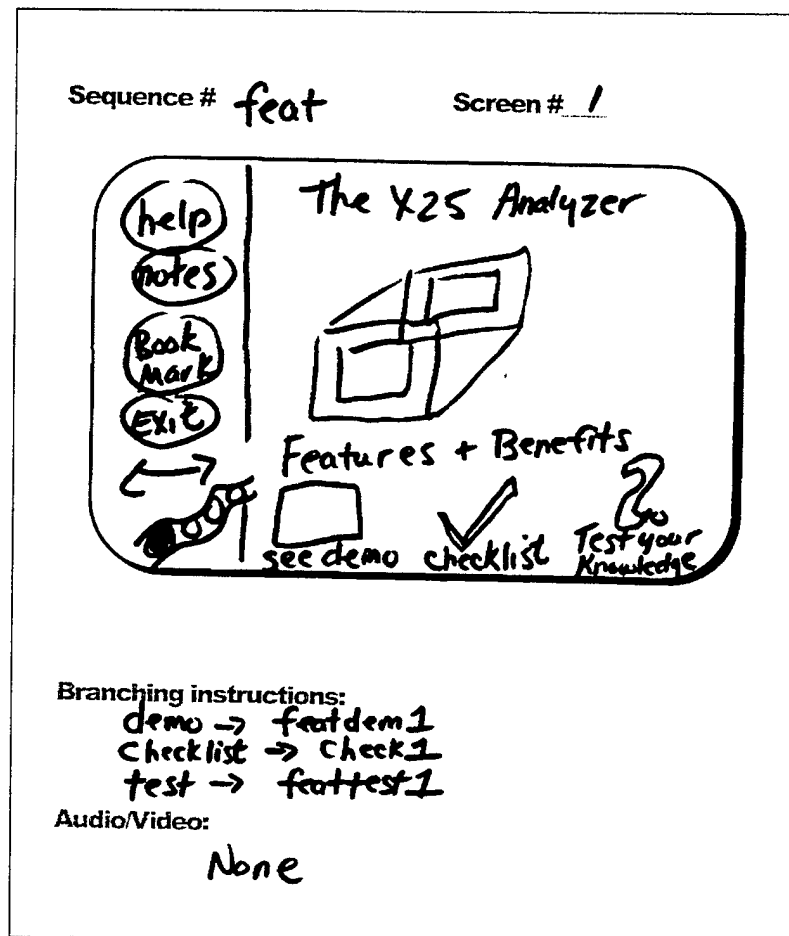 Sequence # feat Screen # 1
The X25 Analyzer
help
notes
Book
Mark
Exit
Features + Benefits
see demo
checklist
Test your
Knowledge
Branching instructions:
demo → featdem1
checklist → check1
test → feattest1
Audio/Video:
None